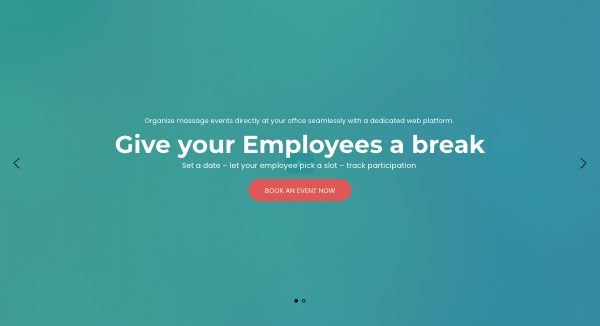 Organize massage events directly at your office seamlessly with a dedicated web platform.
Give your Employees a break
Set a date – let your employee pick a slot – track participation
BOOK AN EVENT NOW